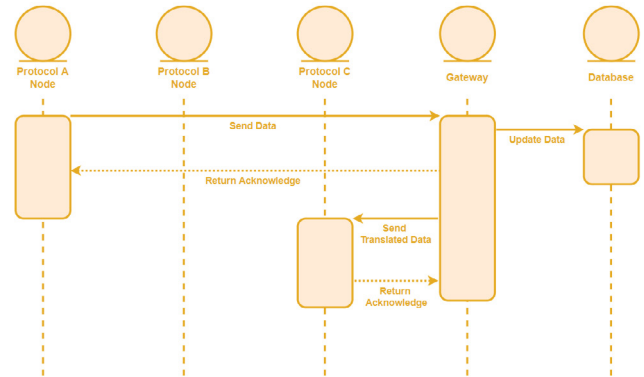 Protocol A
Node
Protocol B
Node
Protocol C
Node
Gateway
Database
Send Data
Update Data
Return Acknowledge
Send
Translated Data
Return
Acknowledge